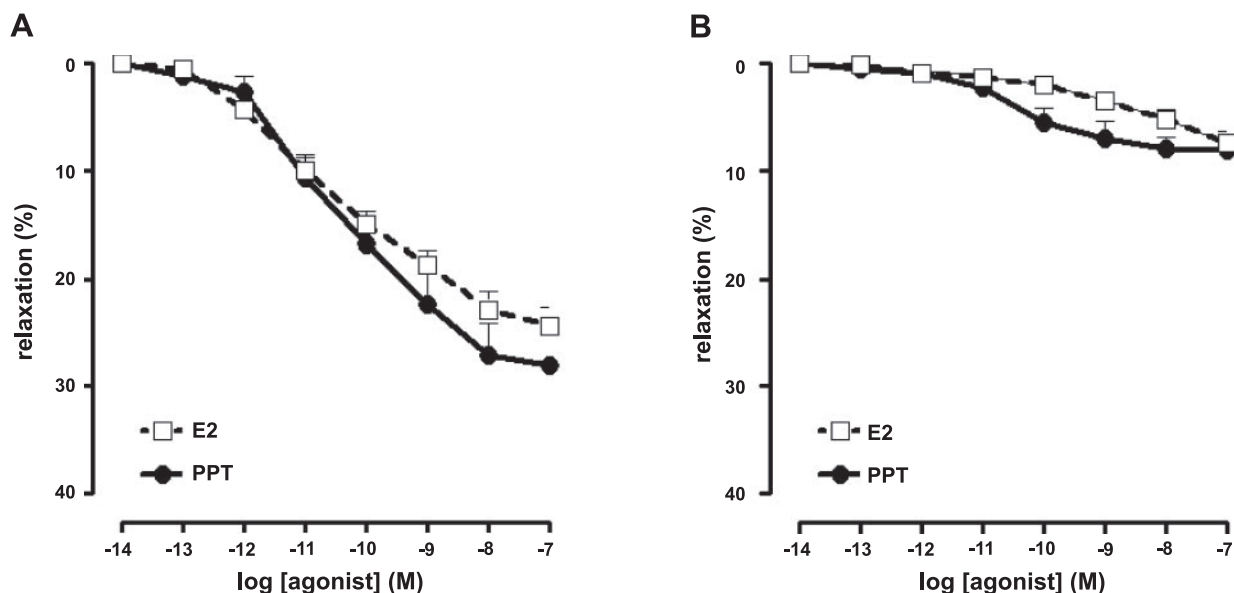 A
0
10
20
30
40
relaxation (%)
E2
PPT
-14 -13 -12 -11 -10 -9 -8 -7
log [agonist] (M)
B
0
10
20
30
40
relaxation (%)
E2
PPT
-14 -13 -12 -11 -10 -9 -8 -7
log [agonist] (M)